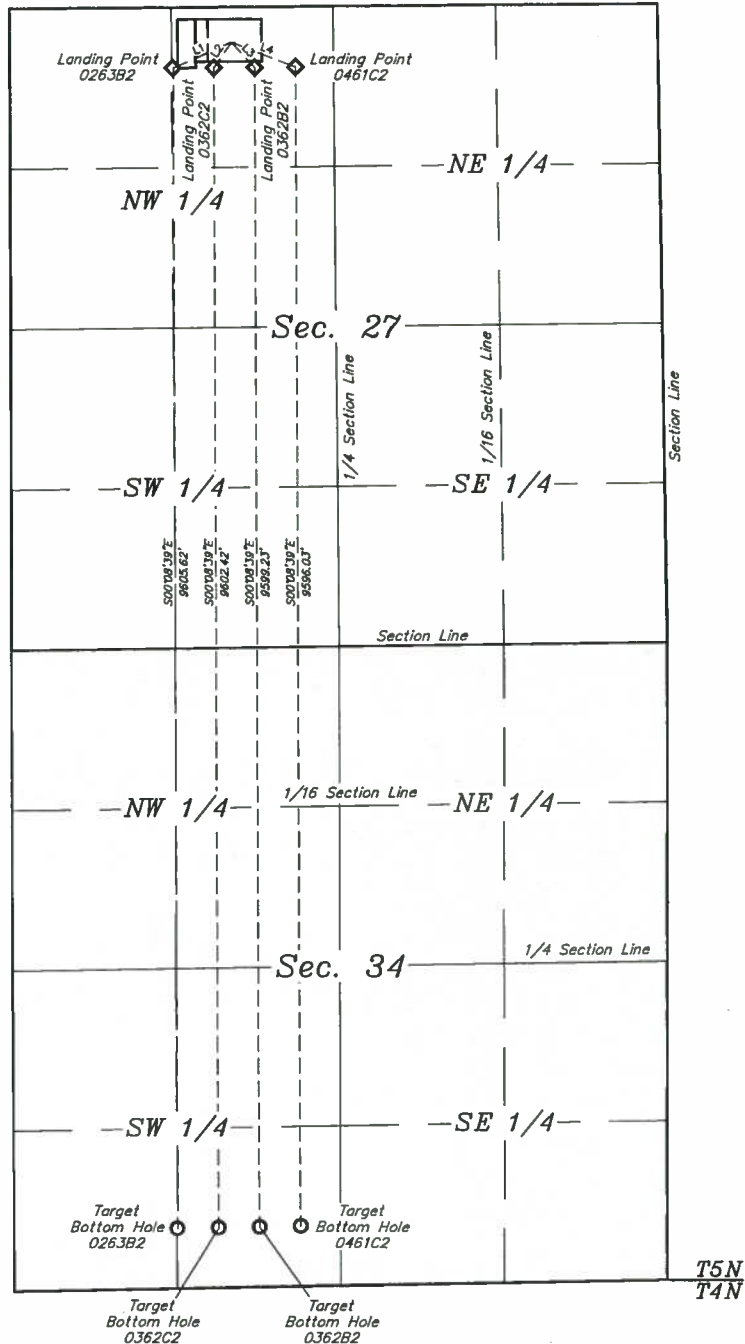 Landing Point
0263B2
L1
L2
L3
L4
Landing Point
0461C2
Landing Point
0362C2
Landing Point
0362B2
NE 1/4
NW 1/4
Sec. 27
1/4 Section Line
1/16 Section Line
Section Line
SW 1/4
SE 1/4
S00°08'39"E
9605.62'
S00°08'39"E
9602.42'
S00°08'39"E
9599.23'
S00°08'39"E
9596.03'
Section Line
NW 1/4
1/16 Section Line
NE 1/4
1/4 Section Line
Sec. 34
SW 1/4
SE 1/4
Target
Bottom Hole
0263B2
Target
Bottom Hole
0461C2
T5N
T4N
Target
Bottom Hole
0362C2
Target
Bottom Hole
0362B2